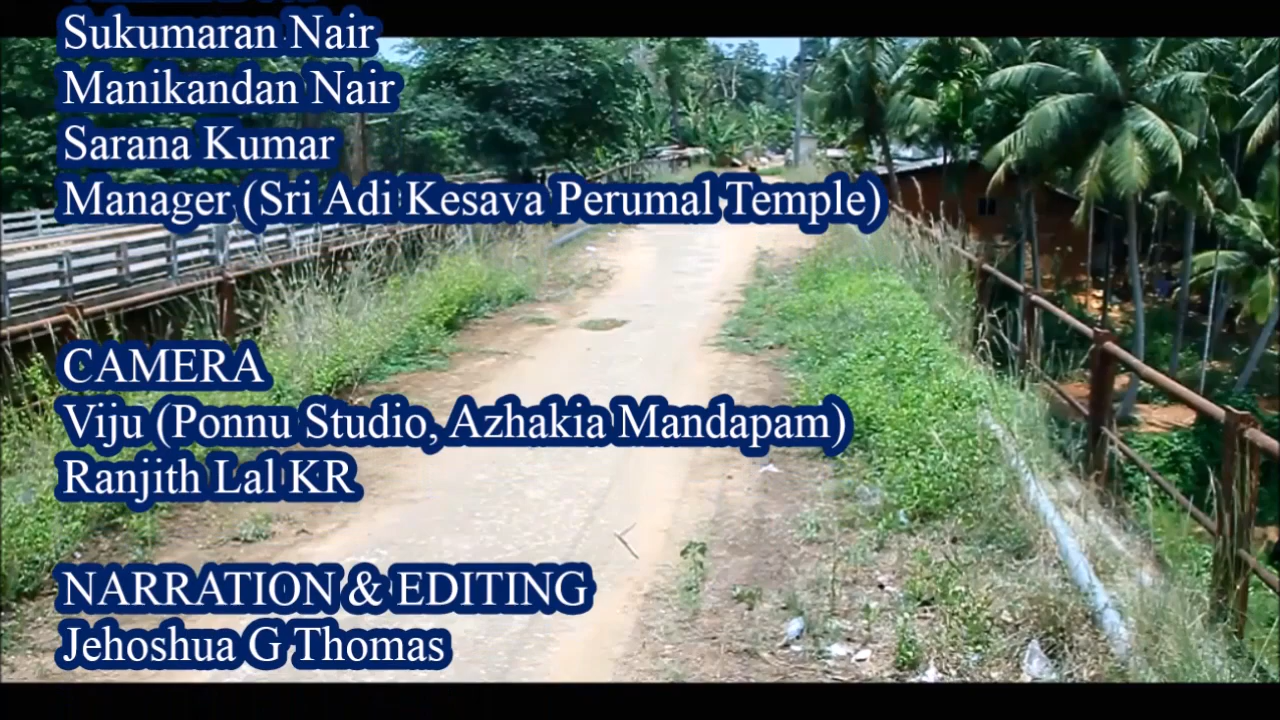 Sukumaran Nair
Manikandan Nair
Sarana Kumar
Manager (Sri Adi Kesava Perumal Temple)
CAMERA
Viju (Ponnu Studio, Azhakia Mandapam)
Ranjith Lal KR
NARRATION & EDITING
Jehoshua G Thomas